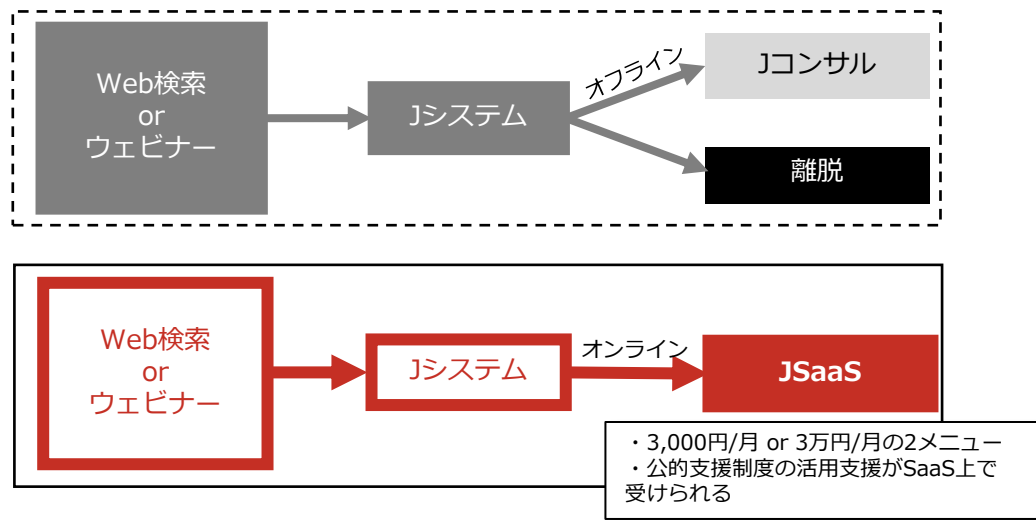 Web検索
or
ウェビナー
Jシステム
オフライン
Jコンサル
離脱
Web検索
or
ウェビナー
Jシステム
オンライン
JSaaS
・3,000円/月 or 3万円/月の2メニュー
・公的支援制度の活用支援がSaaS上で
受けられる